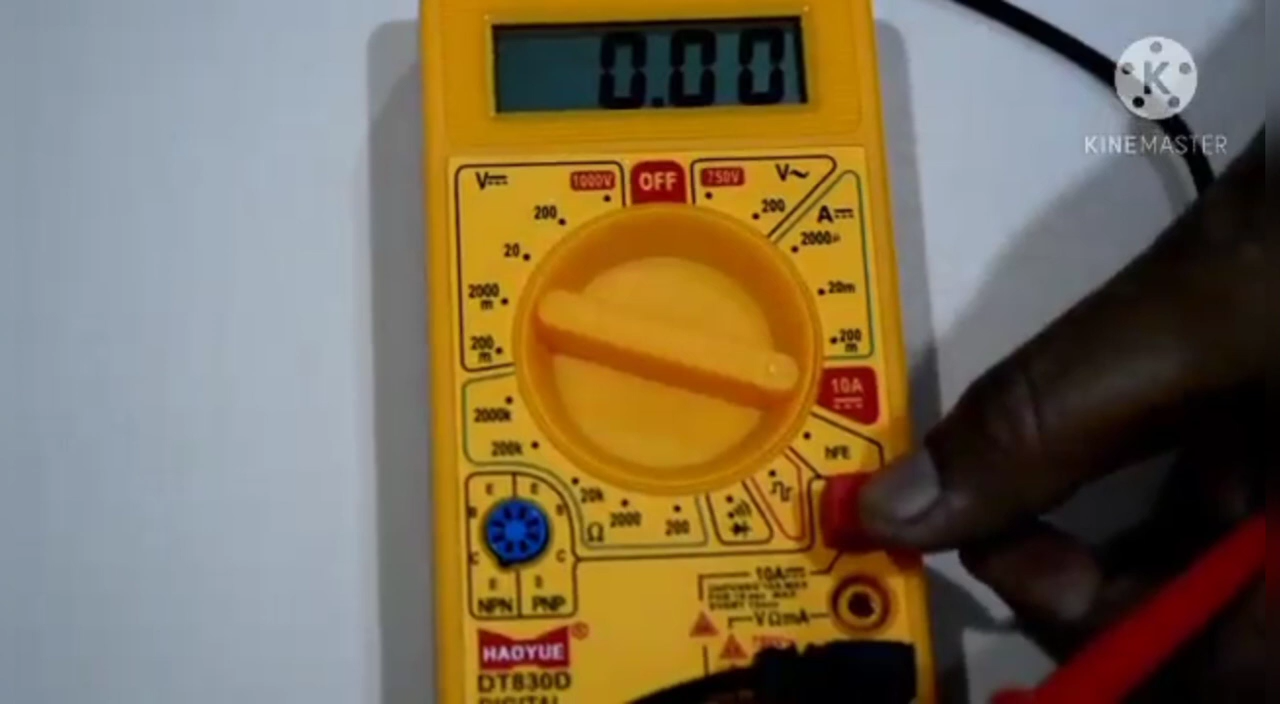 0.00
K
KINEMASTER
V⎓
1000V
OFF
750V
V~
200
200
A⎓
20
2000µ
2000
m
20m
200
m
200
m
2000k
10A
200k
hFE
20k
Ω
2000
200
E
E
B
B
C
C
E
E
NPN
PNP
10A⎓
VΩmA
HAOYUE®
DT830D
DIGITAL